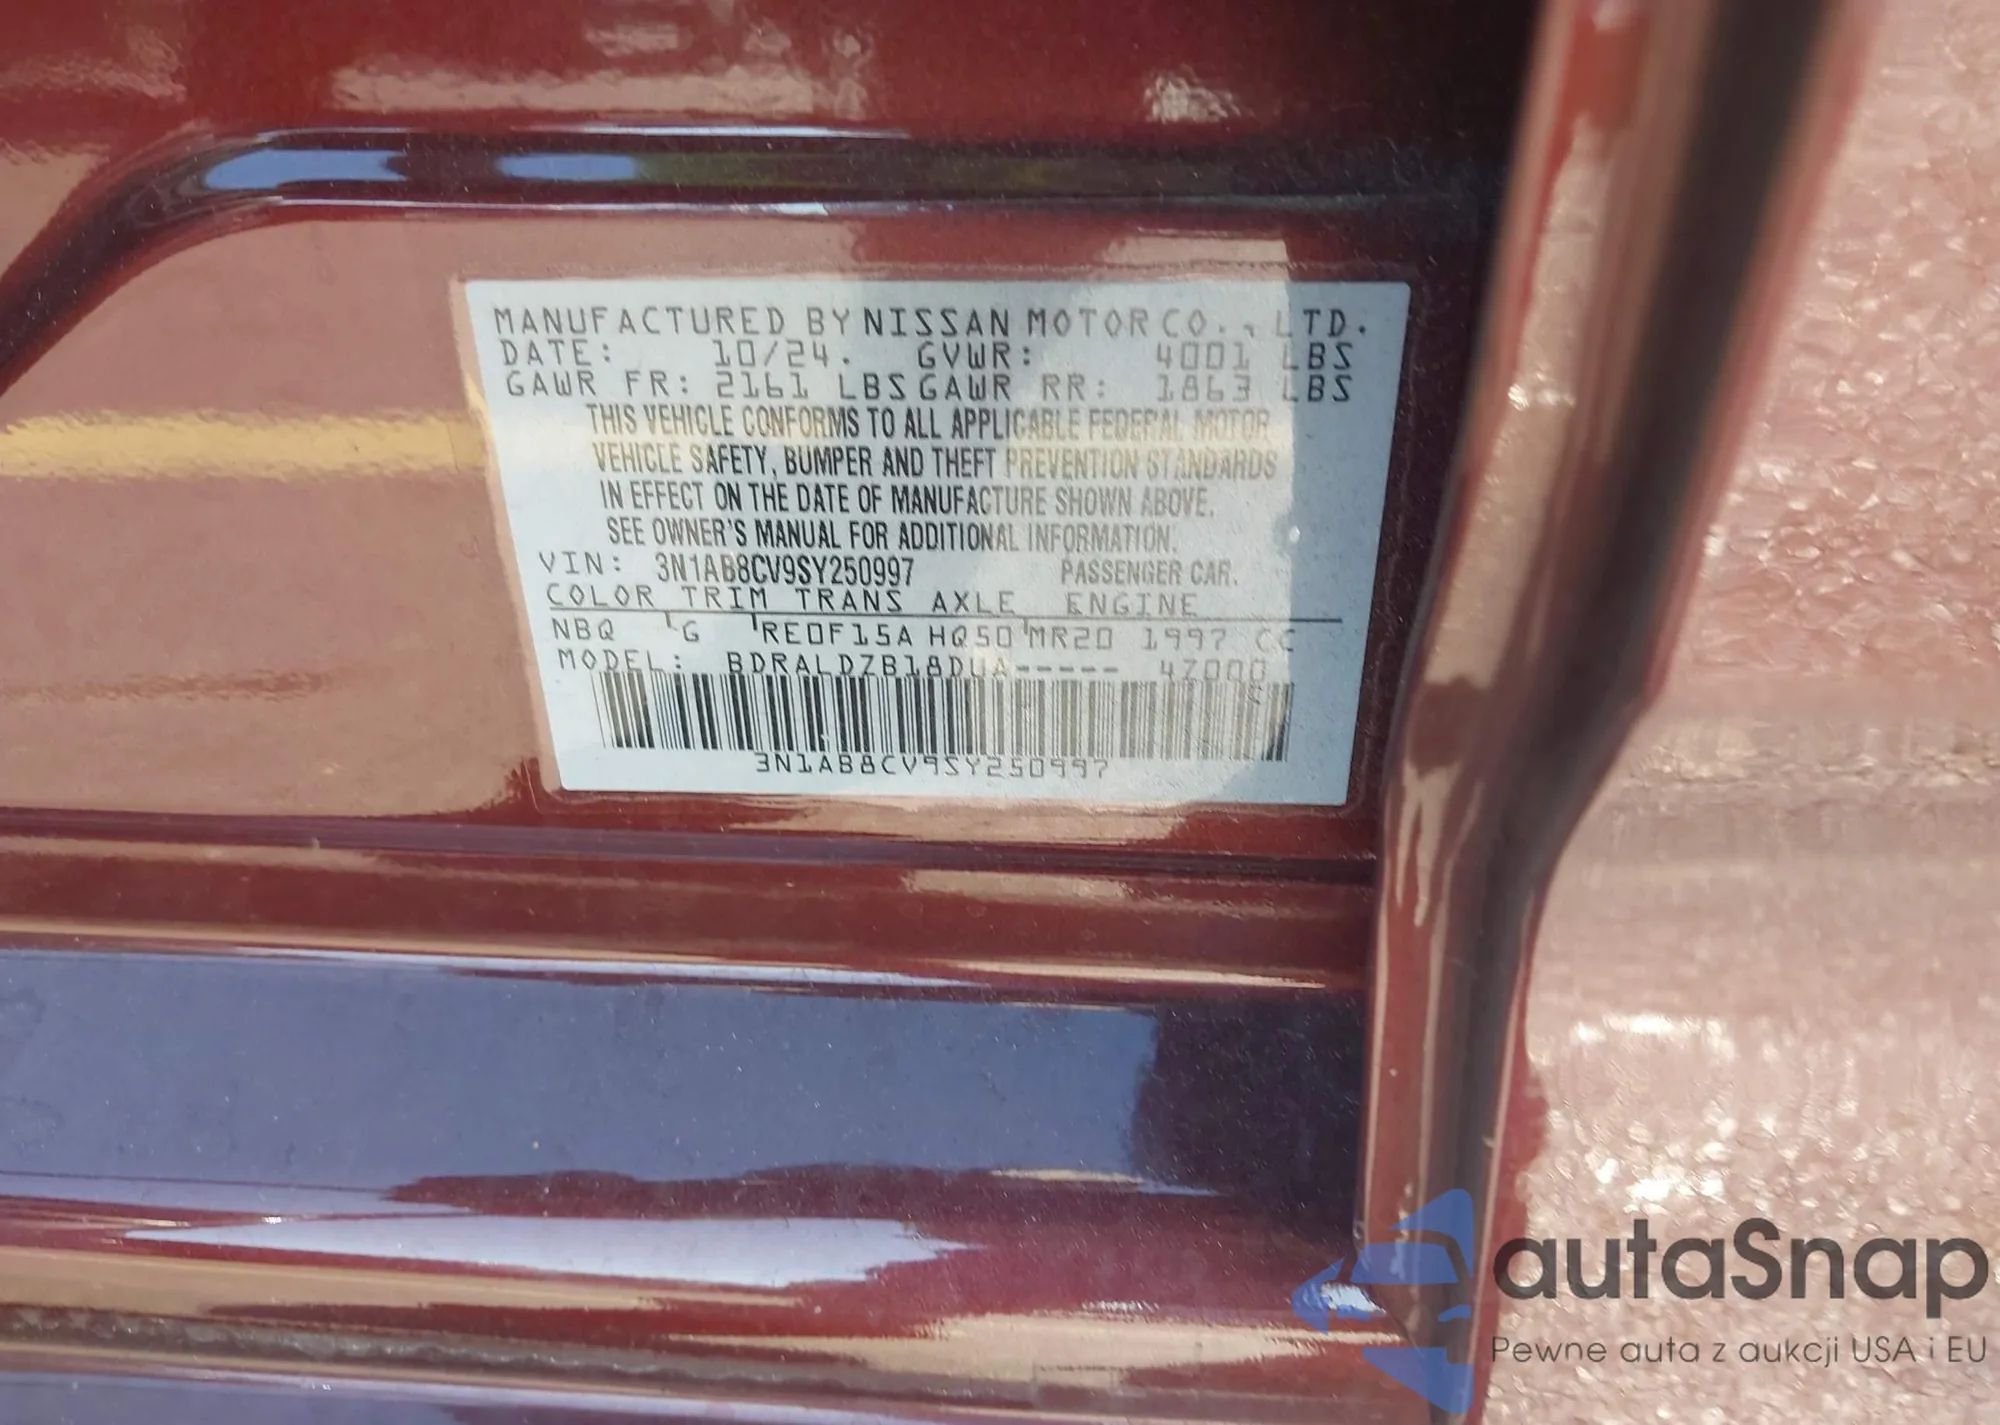 MANUFACTURED BY NISSAN MOTOR CO., LTD.
DATE: 10/24. GVWR: 4001 LBS
GAWR FR: 2161 LBS GAWR RR: 1863 LBS
THIS VEHICLE CONFORMS TO ALL APPLICABLE FEDERAL MOTOR
VEHICLE SAFETY, BUMPER AND THEFT PREVENTION STANDARDS
IN EFFECT ON THE DATE OF MANUFACTURE SHOWN ABOVE.
SEE OWNER'S MANUAL FOR ADDITIONAL INFORMATION.
VIN: 3N1AB8CV9SY250997 PASSENGER CAR.
COLOR TRIM TRANS AXLE ENGINE
NBQ G RE0F15A HQ50 MR20 1997 CC
MODEL: BDRALDZB18DUA----- 4Z000
3N1AB8CV9SY250997
autaSnap
Pewne auta z aukcji USA i EU